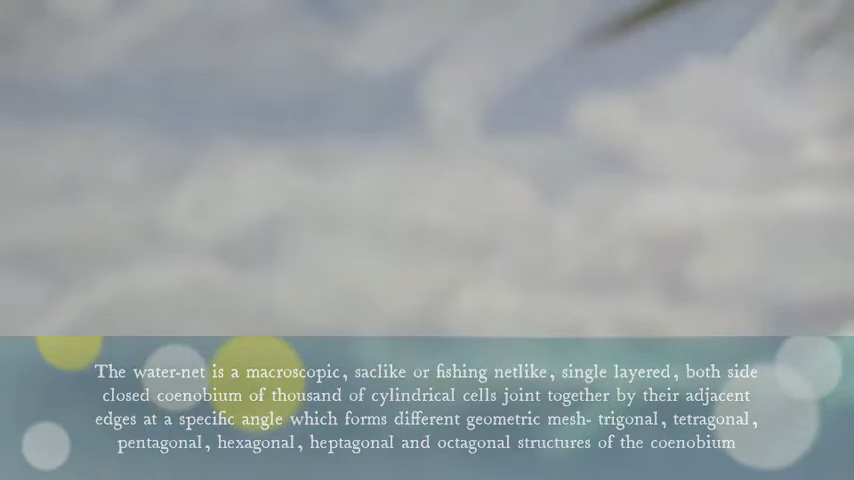 The water-net is a macroscopic, saclike or fishing netlike, single layered, both side
closed coenobium of thousand of cylindrical cells joint together by their adjacent
edges at a specific angle which forms different geometric mesh- trigonal, tetragonal,
pentagonal, hexagonal, heptagonal and octagonal structures of the coenobium